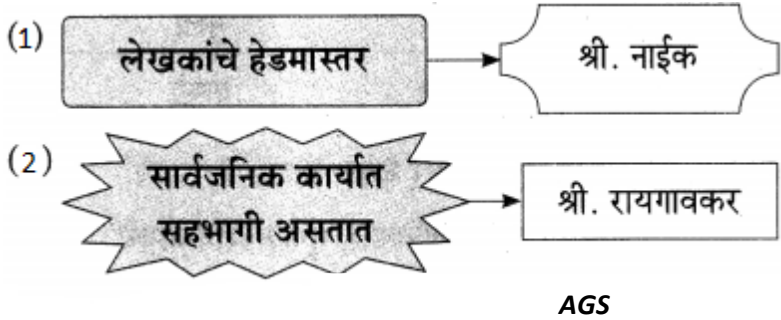 (1) लेखकांचे हेडमास्तर श्री. नाईक
(2) सार्वजनिक कार्यात
सहभागी असतात श्री. रायगावकर
AGS